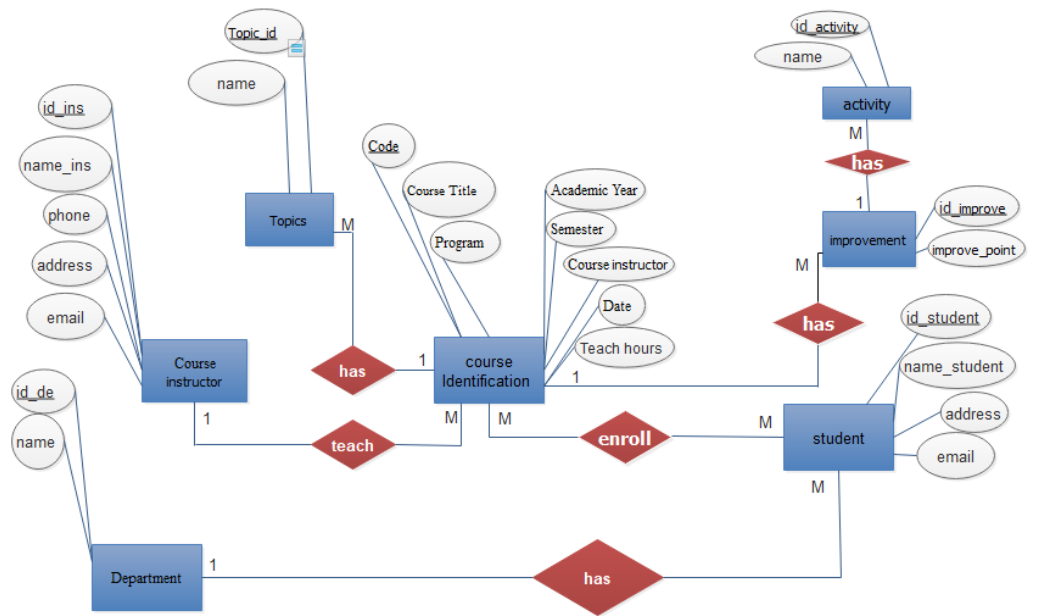 Topic_id
id_activity
name
name
activity
id_ins
M
Code
has
name_ins
Course Title
Academic Year
1
id_improve
phone
Topics
M
Program
Semester
improvement
improve_point
address
Course instructor
M
email
Date
has
id_student
Teach hours
name_student
Course
instructor
has
1
course
Identification
1
address
id_de
1
M
M
enroll
M
student
name
teach
email
M
Department
1
has